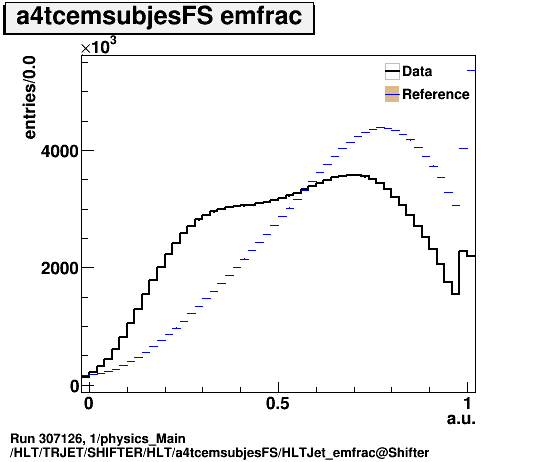 a4tcemsubjesFS emfrac
×10³
entries/0.0
Data
Reference
4000
2000
0
0
0.5
1
a.u.
Run 307126, 1/physics_Main
/HLT/TRJET/SHIFTER/HLT/a4tcemsubjesFS/HLTJet_emfrac@Shifter